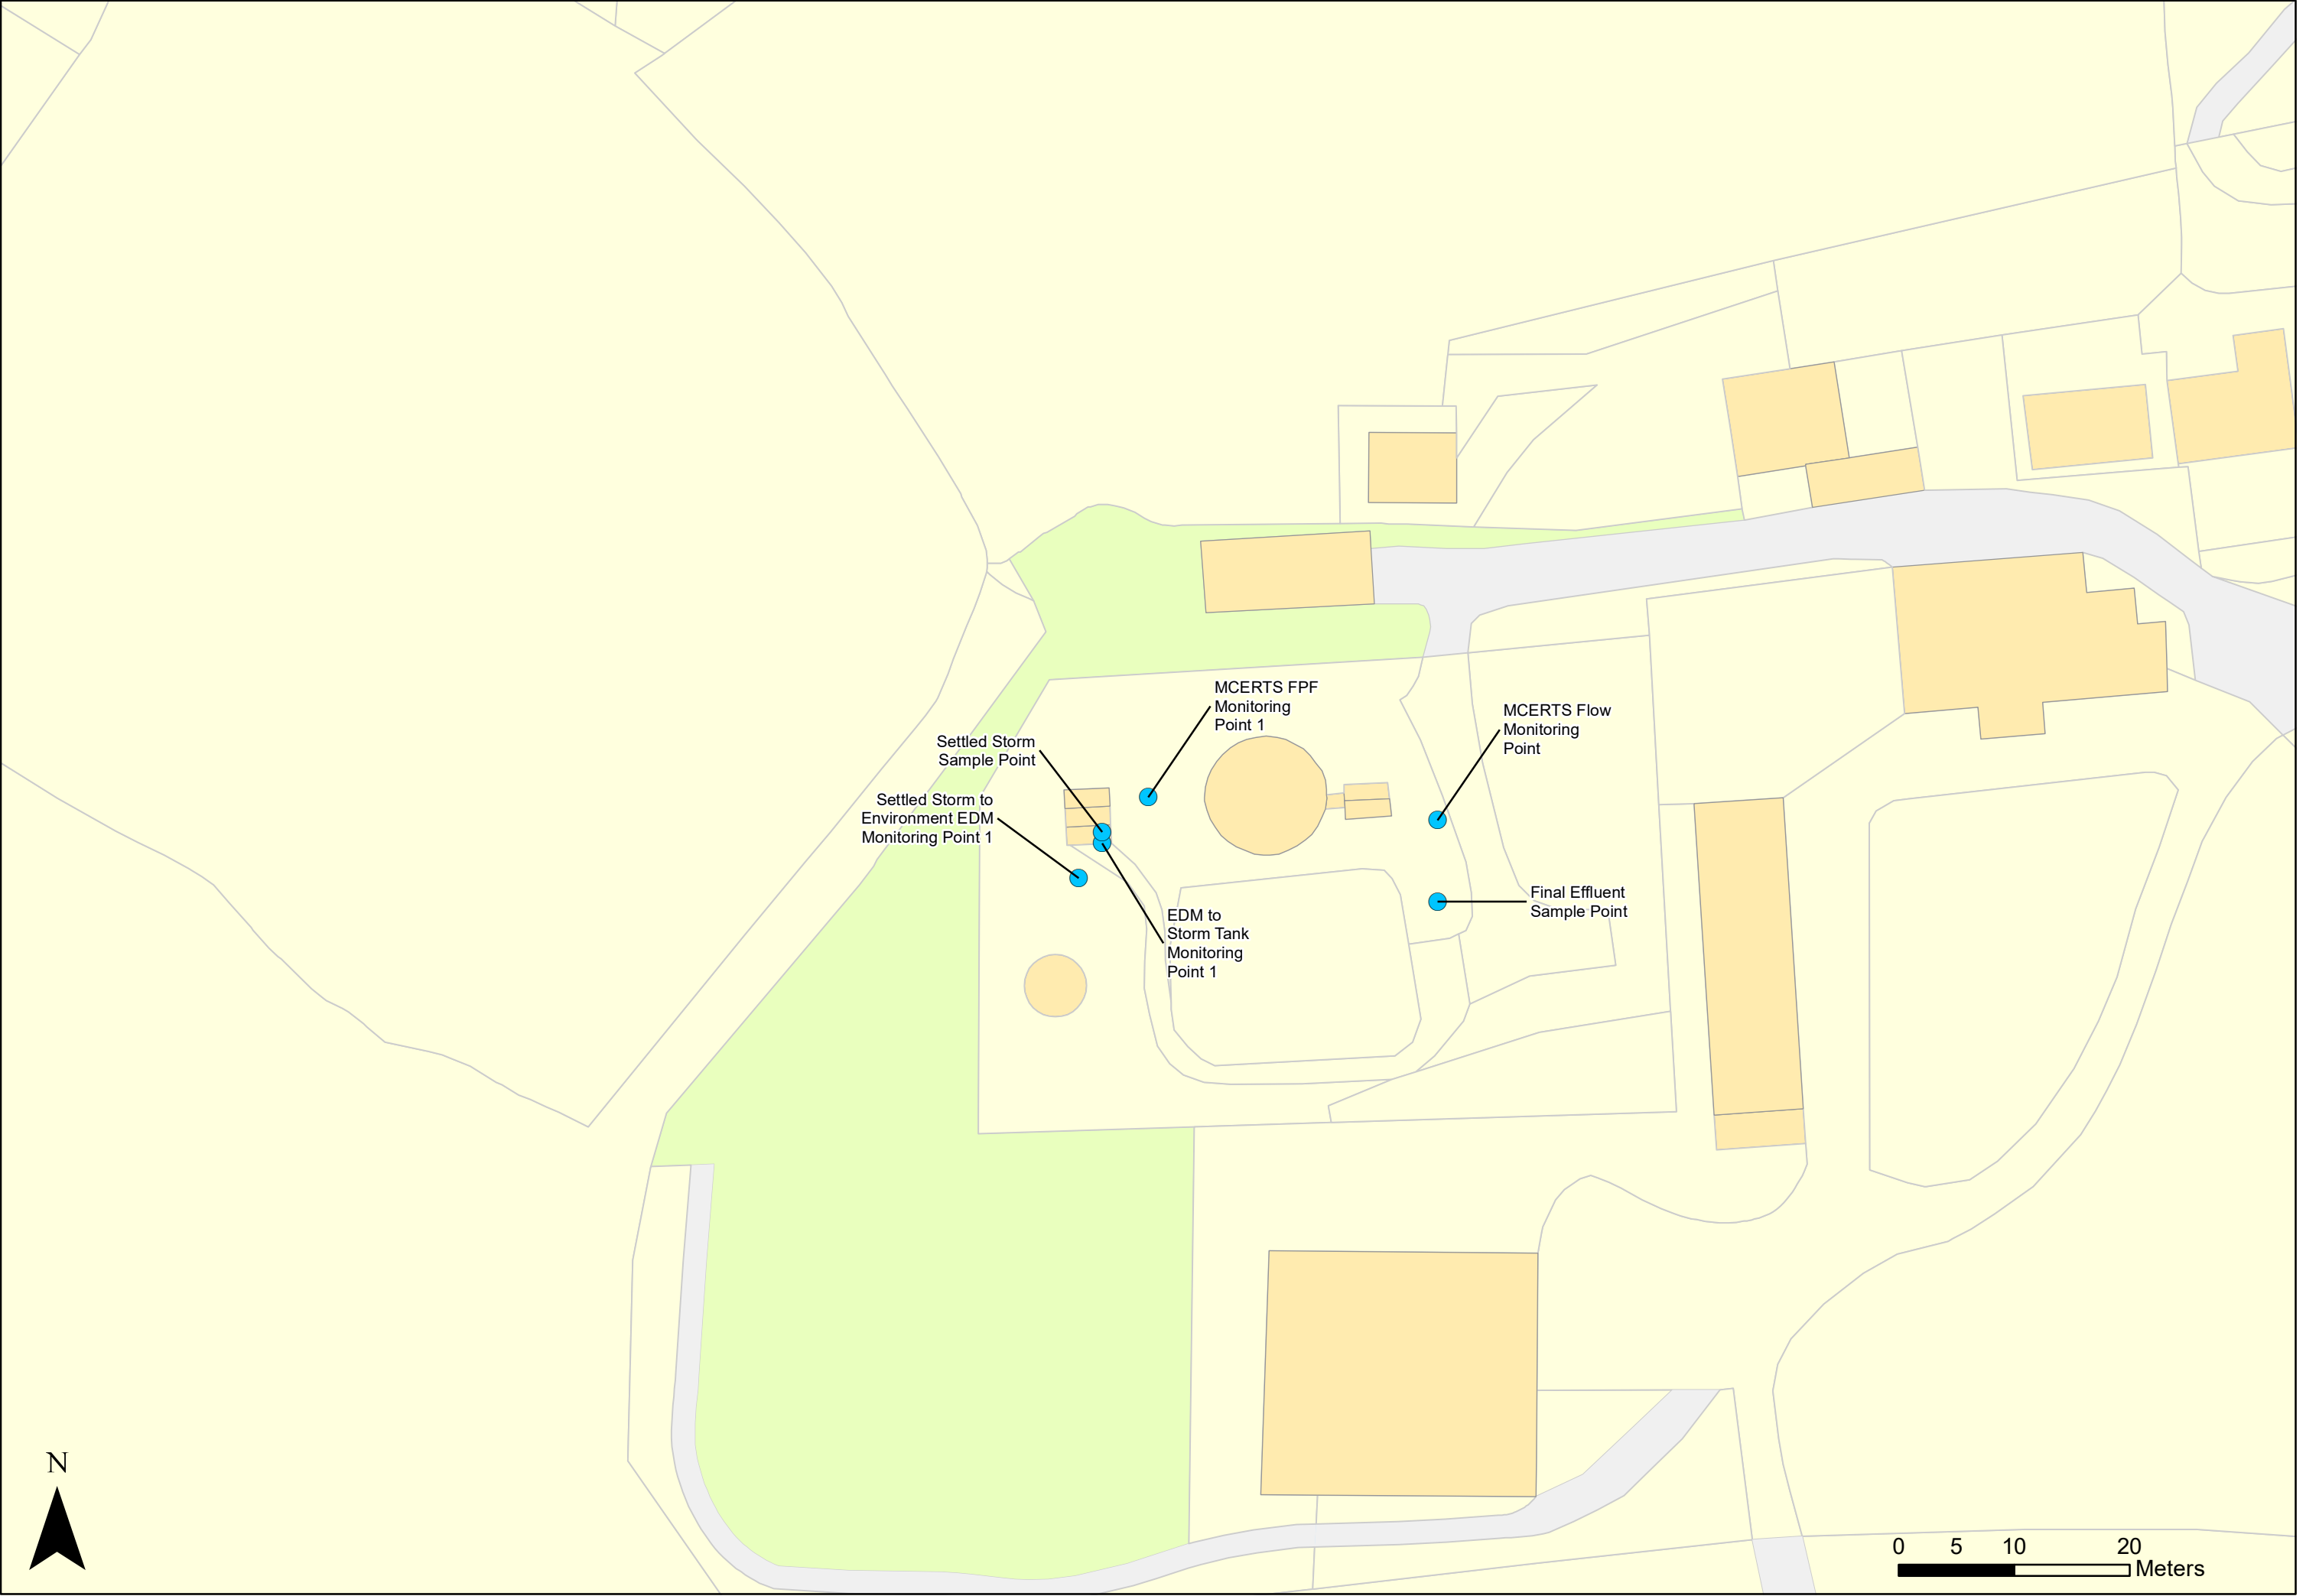 MCERTS FPF
Monitoring
Point 1
MCERTS Flow
Monitoring
Point
Settled Storm
Sample Point
Settled Storm to
Environment EDM
Monitoring Point 1
Final Effluent
Sample Point
EDM to
Storm Tank
Monitoring
Point 1
N
0 5 10 20
Meters